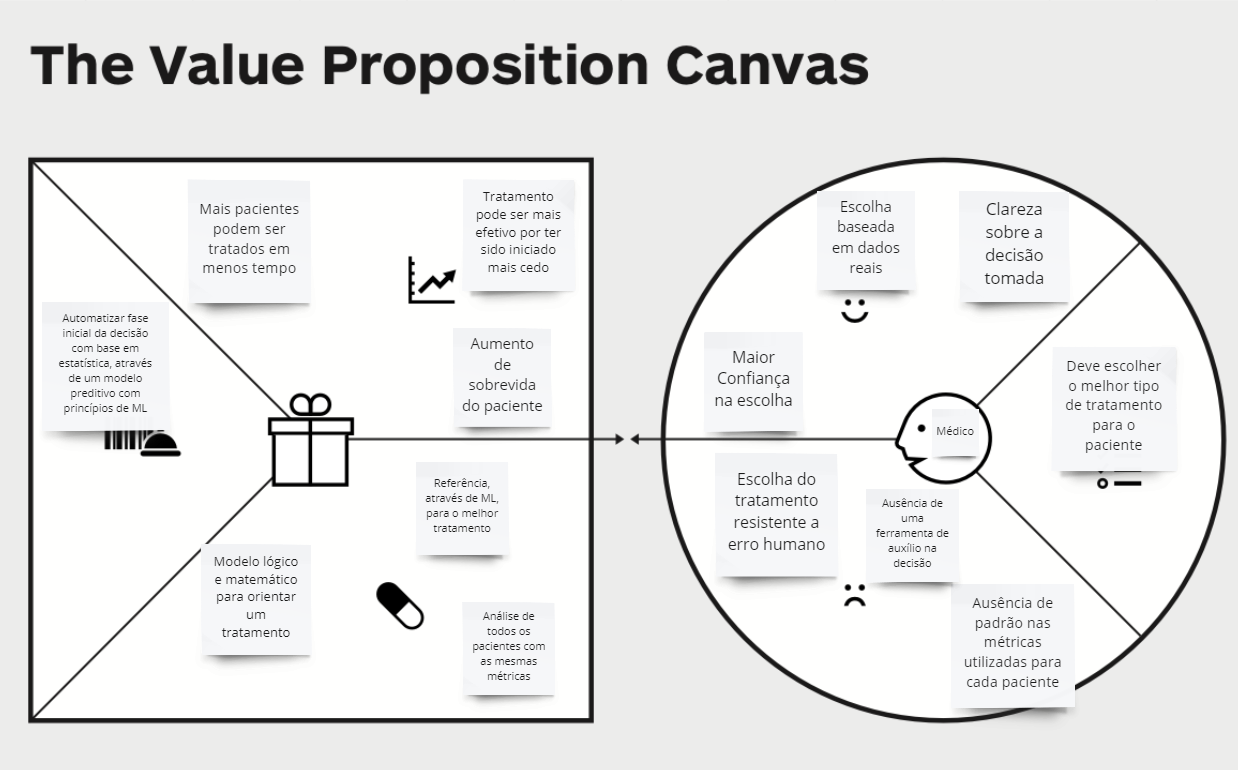 The Value Proposition Canvas
Mais pacientes
podem ser
tratados em
menos tempo
Tratamento
pode ser mais
efetivo por ter
sido iniciado
mais cedo
Automatizar fase
inicial da decisão
com base em
estatística, através
de um modelo
preditivo com
princípios de ML
Aumento
de
sobrevida
do paciente
Referência,
através de ML,
para o melhor
tratamento
Modelo lógico
e matemático
para orientar
um
tratamento
Análise de
todos os
pacientes com
as mesmas
métricas
Escolha
baseada
em dados
reais
Clareza
sobre a
decisão
tomada
Maior
Confiança
na escolha
Deve escolher
o melhor tipo
de tratamento
para o
paciente
Médico
Escolha do
tratamento
resistente a
erro humano
Ausência de
uma
ferramenta de
auxílio na
decisão
Ausência de
padrão nas
métricas
utilizadas para
cada paciente